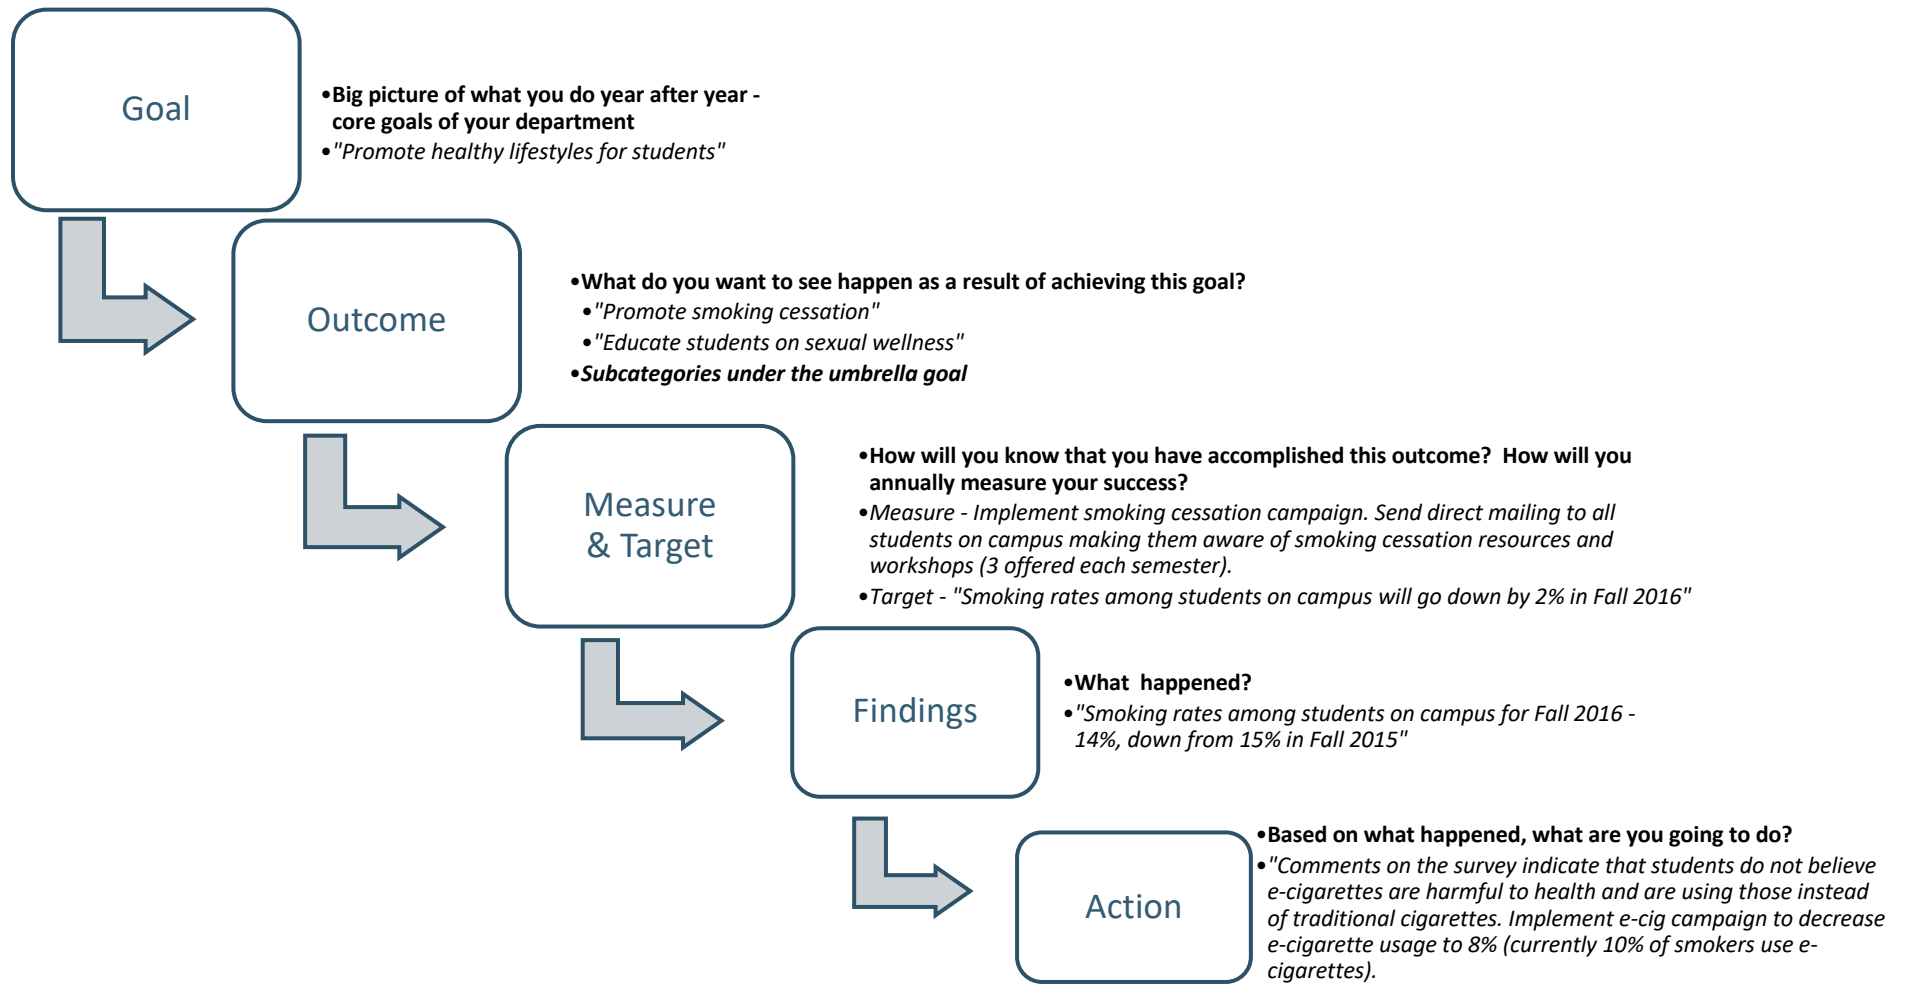 Goal
•Big picture of what you do year after year -
core goals of your department
•"Promote healthy lifestyles for students"
Outcome
•What do you want to see happen as a result of achieving this goal?
•"Promote smoking cessation"
•"Educate students on sexual wellness"
•Subcategories under the umbrella goal
Measure
& Target
•How will you know that you have accomplished this outcome?  How will you
annually measure your success?
•Measure - Implement smoking cessation campaign. Send direct mailing to all
students on campus making them aware of smoking cessation resources and
workshops (3 offered each semester).
•Target - "Smoking rates among students on campus will go down by 2% in Fall 2016"
Findings
•What  happened?
•"Smoking rates among students on campus for Fall 2016 -
14%, down from 15% in Fall 2015"
Action
•Based on what happened, what are you going to do?
•"Comments on the survey indicate that students do not believe
e-cigarettes are harmful to health and are using those instead
of traditional cigarettes. Implement e-cig campaign to decrease
e-cigarette usage to 8% (currently 10% of smokers use e-
cigarettes).